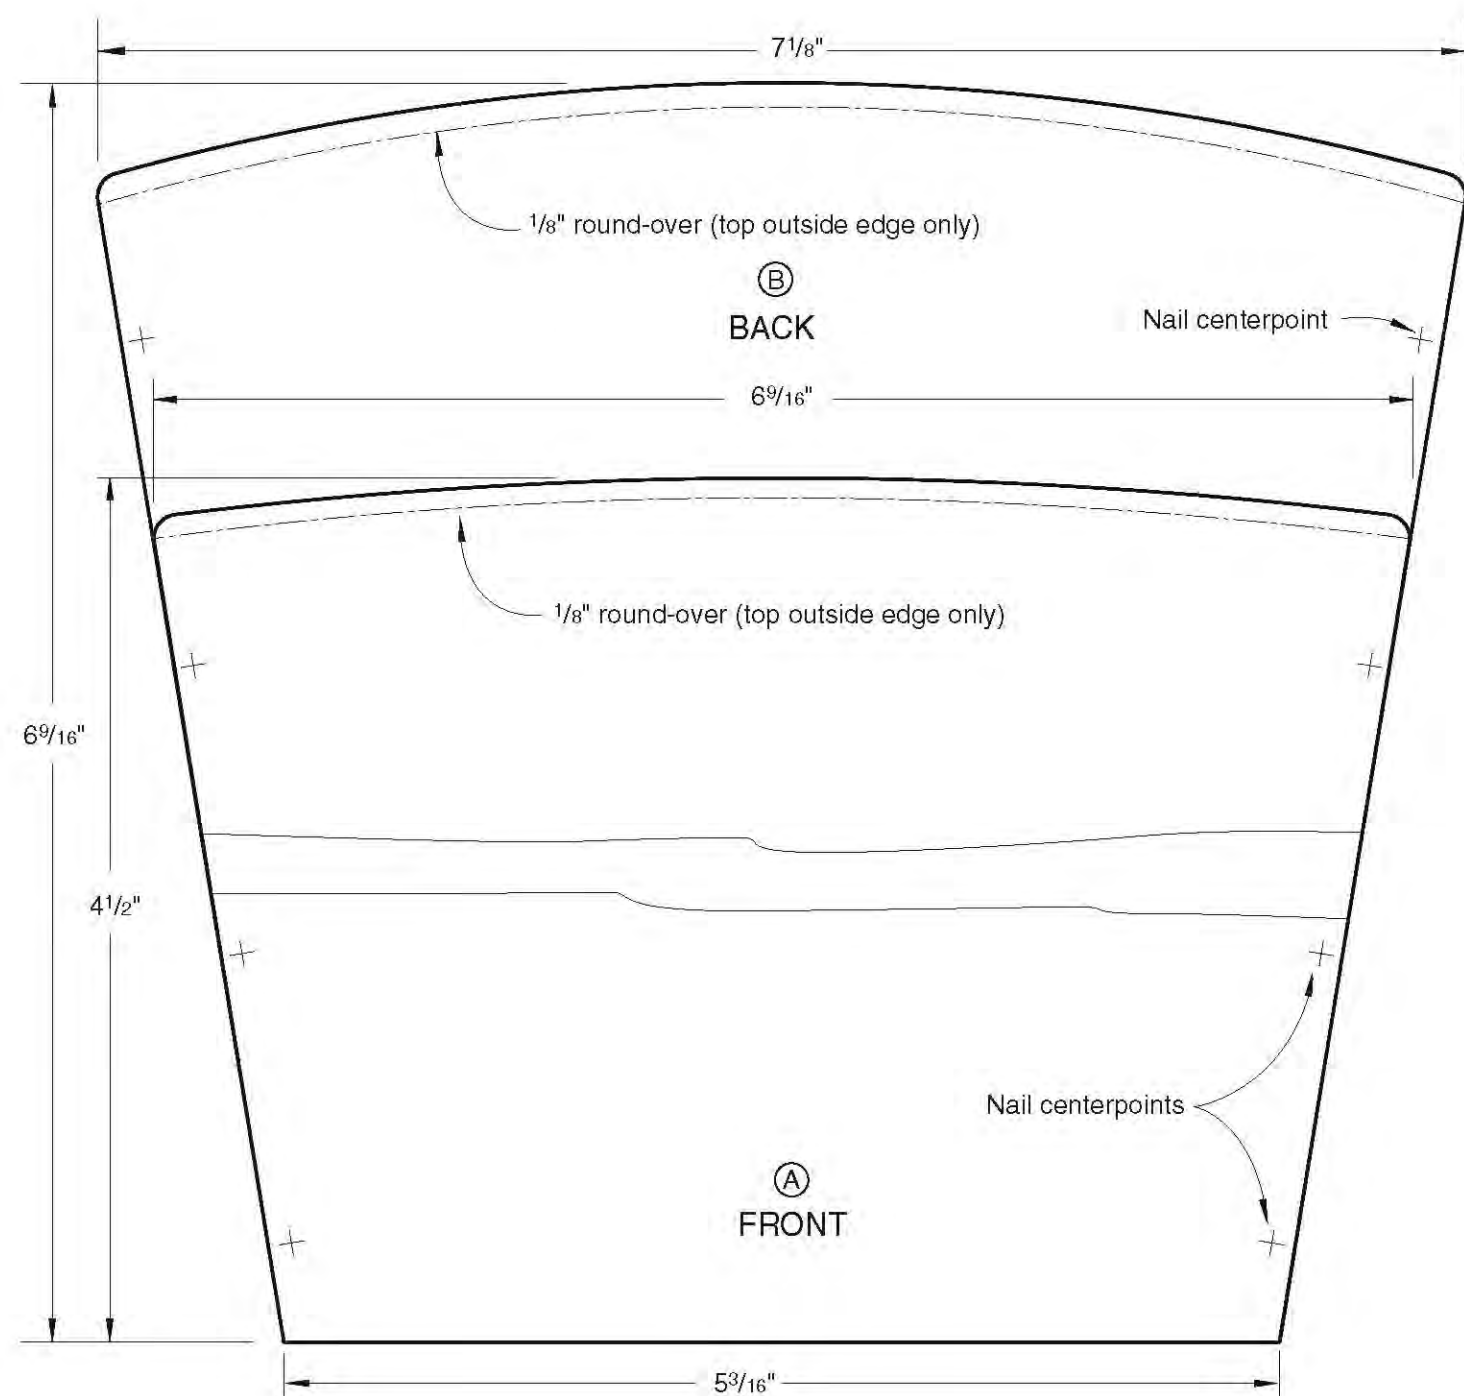 7 1/8"
1/8" round-over (top outside edge only)
B
BACK
Nail centerpoint
6 9/16"
1/8" round-over (top outside edge only)
6 9/16"
4 1/2"
Nail centerpoints
A
FRONT
5 3/16"